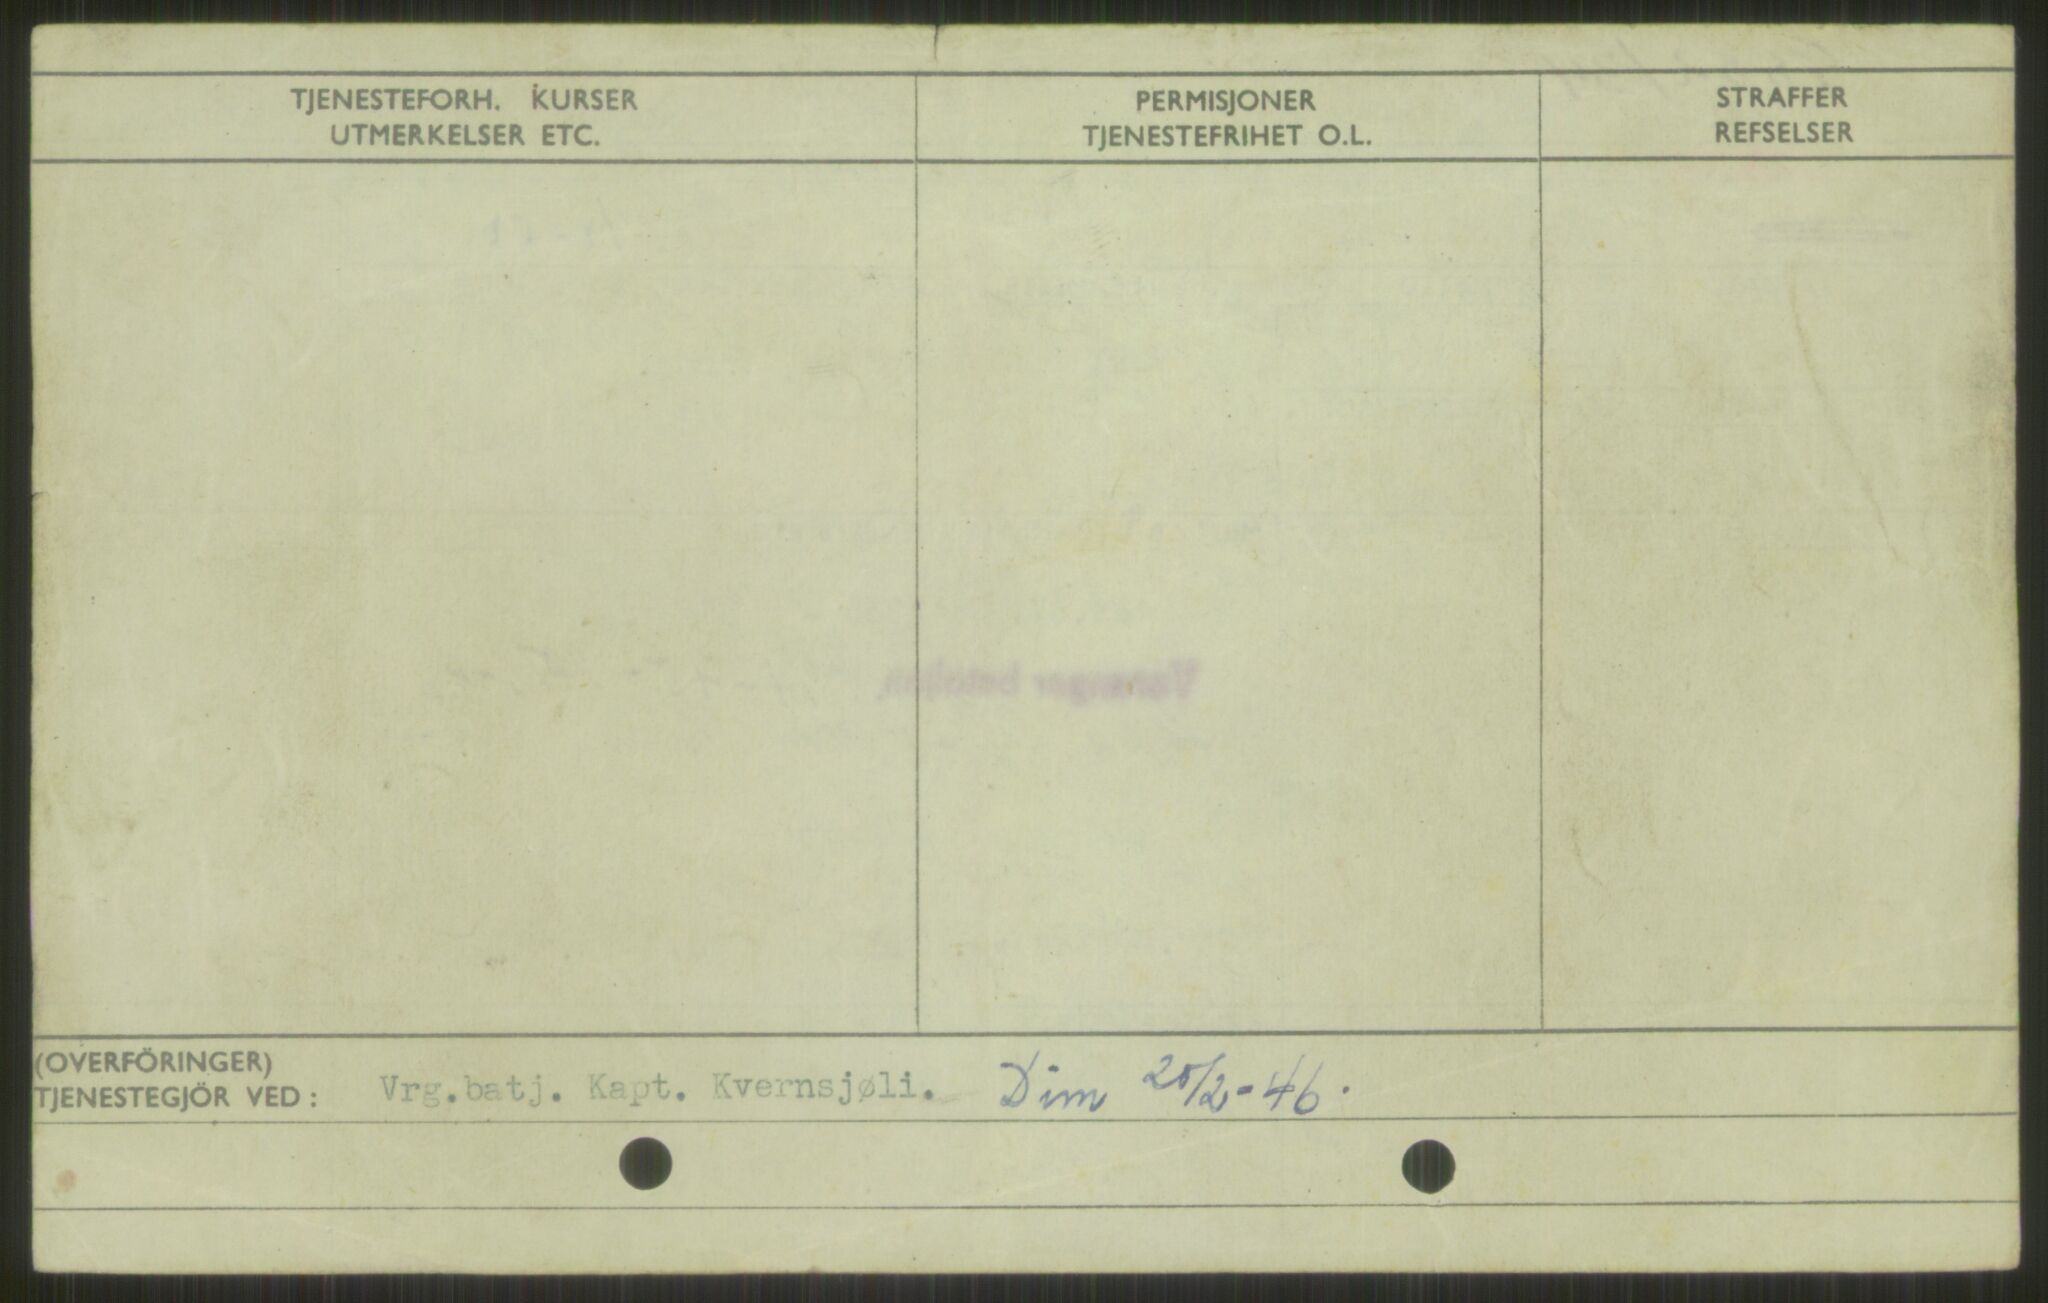 TJENESTEFORH. KURSER
UTMERKELSER ETC.
PERMISJONER
TJENESTEFRIHET O.L.
STRAFFER
REFSELSER
(OVERFÖRINGER)
TJENESTEGJÖR VED: Vrg.batj. Kapt. Kvernsjøli. Dim 20/2-46.